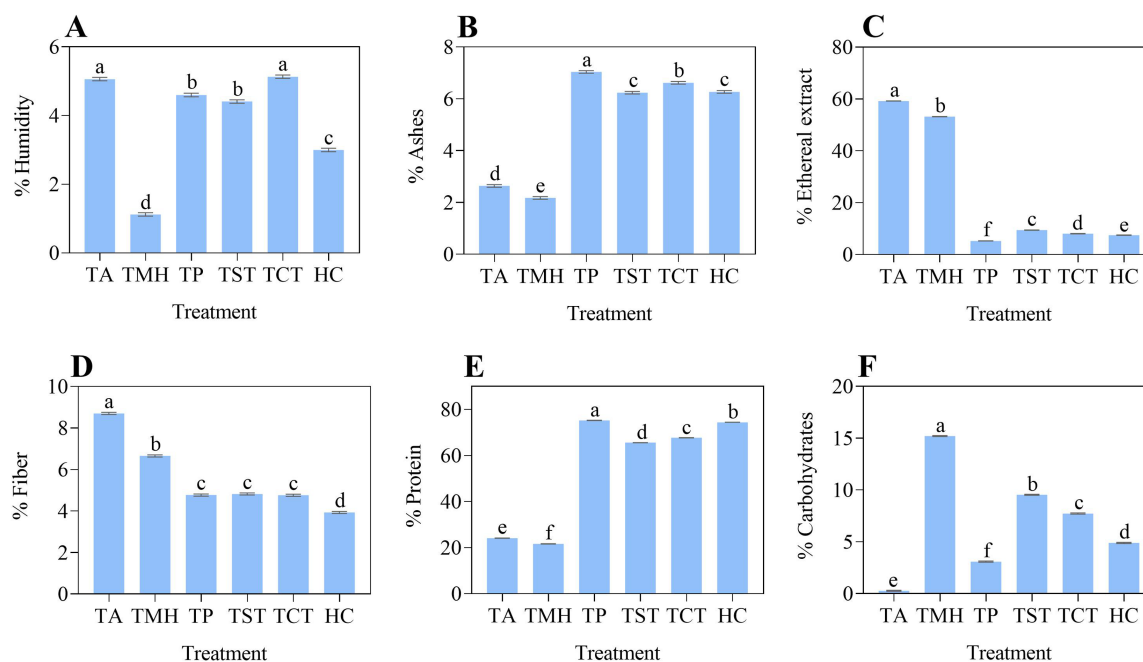 A
% Humidity
6
4
2
0
a
d
b
b
a
c
TA TMH TP TST TCT HC
Treatment
B
% Ashes
8
6
4
2
0
d
e
a
c
b
c
TA TMH TP TST TCT HC
Treatment
C
% Ethereal extract
80
60
40
20
0
a
b
f
c
d
e
TA TMH TP TST TCT HC
Treatment
D
% Fiber
10
8
6
4
2
0
a
b
c
c
c
d
TA TMH TP TST TCT HC
Treatment
E
% Protein
80
60
40
20
0
e
f
a
d
c
b
TA TMH TP TST TCT HC
Treatment
F
% Carbohydrates
20
15
10
5
0
e
a
f
b
c
d
TA TMH TP TST TCT HC
Treatment